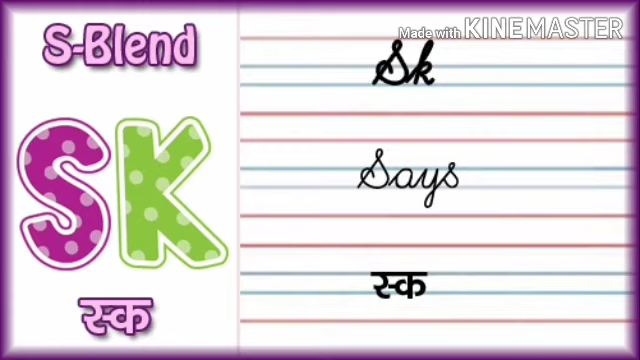 S-Blend
SK
स्क
Made with KINEMASTER
Sk
Says
स्क